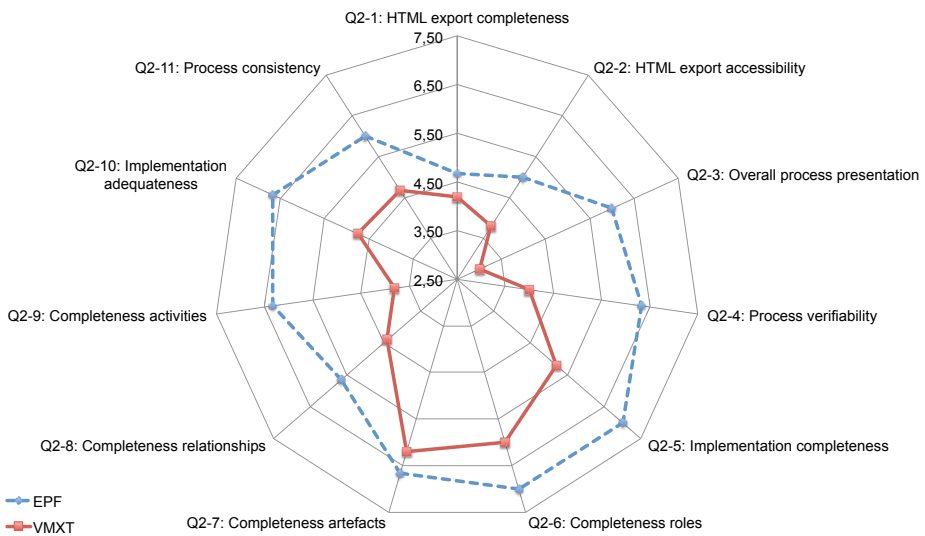 Q2-1: HTML export completeness
7,50
Q2-11: Process consistency
Q2-2: HTML export accessibility
6,50
5,50
Q2-10: Implementation
adequateness
Q2-3: Overall process presentation
4,50
3,50
2,50
Q2-9: Completeness activities
Q2-4: Process verifiability
Q2-8: Completeness relationships
Q2-5: Implementation completeness
EPF
Q2-7: Completeness artefacts
Q2-6: Completeness roles
VMXT